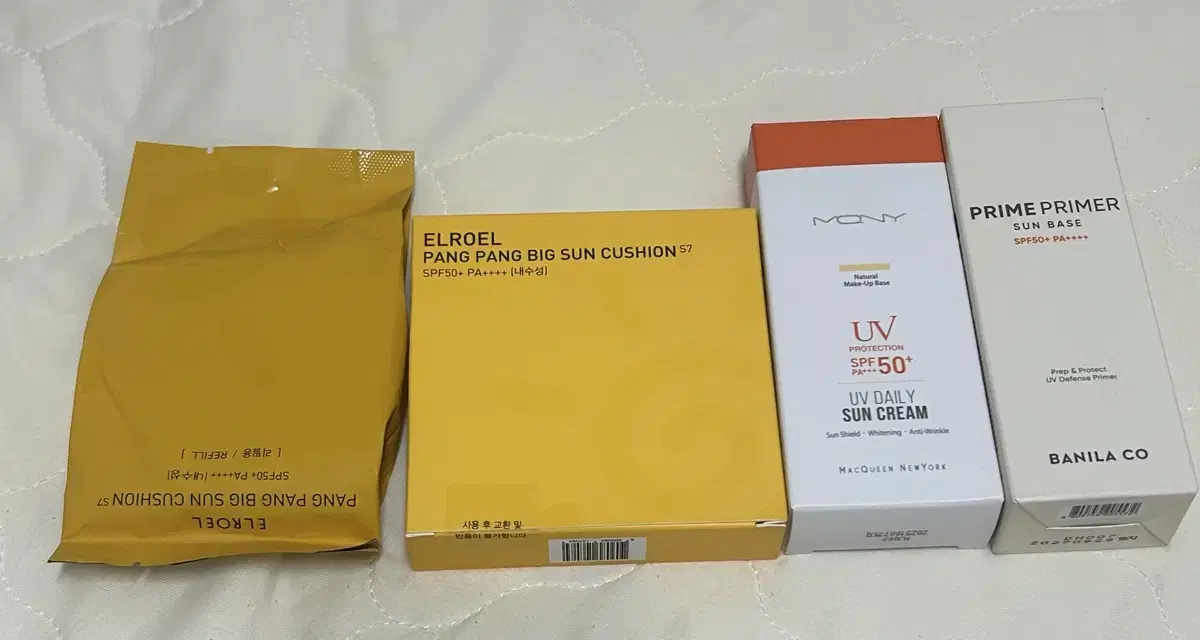 ELROEL
PANG PANG BIG SUN CUSHION S7
SPF50+ PA++++ (내수성)
[ 리필용 / REFILL ]
ELROEL
PANG PANG BIG SUN CUSHION S7
SPF50+ PA++++ (내수성)
사용 후 교환 및
반품이 불가합니다.
MQNY
Natural
Make-Up Base
UV
PROTECTION
SPF 50+
PA+++
UV DAILY
SUN CREAM
Sun Shield - Whitening - Anti-Wrinkle
MACQUEEN NEWYORK
PRIME PRIMER
SUN BASE
SPF50+ PA++++
Prep & Protect
UV Defense Primer
BANILA CO